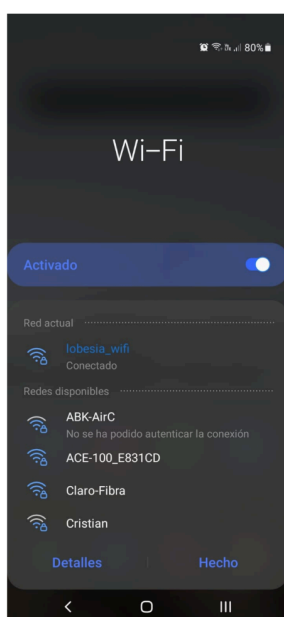 80%
Wi-Fi
Activado
Red actual
lobesia_wifi
Conectado
Redes disponibles
ABK-AirC
No se ha podido autenticar la conexión
ACE-100_E831CD
Claro-Fibra
Cristian
Detalles
Hecho